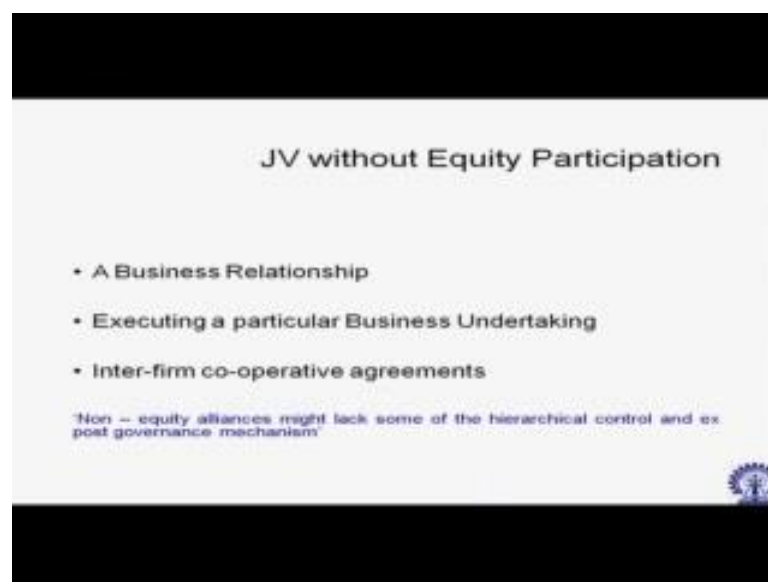 JV without Equity Participation
• A Business Relationship
• Executing a particular Business Undertaking
• Inter-firm co-operative agreements
'Non – equity alliances might lack some of the hierarchical control and ex
post governance mechanism'